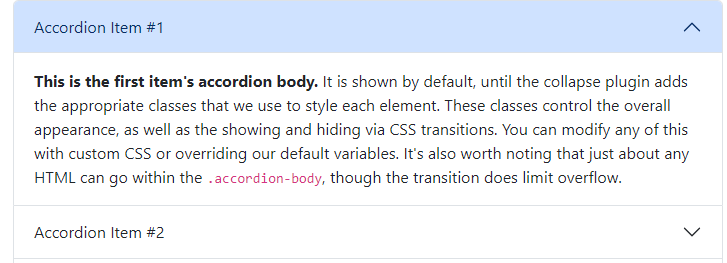 Accordion Item #1
This is the first item's accordion body. It is shown by default, until the collapse plugin adds
the appropriate classes that we use to style each element. These classes control the overall
appearance, as well as the showing and hiding via CSS transitions. You can modify any of this
with custom CSS or overriding our default variables. It's also worth noting that just about any
HTML can go within the .accordion-body, though the transition does limit overflow.
Accordion Item #2